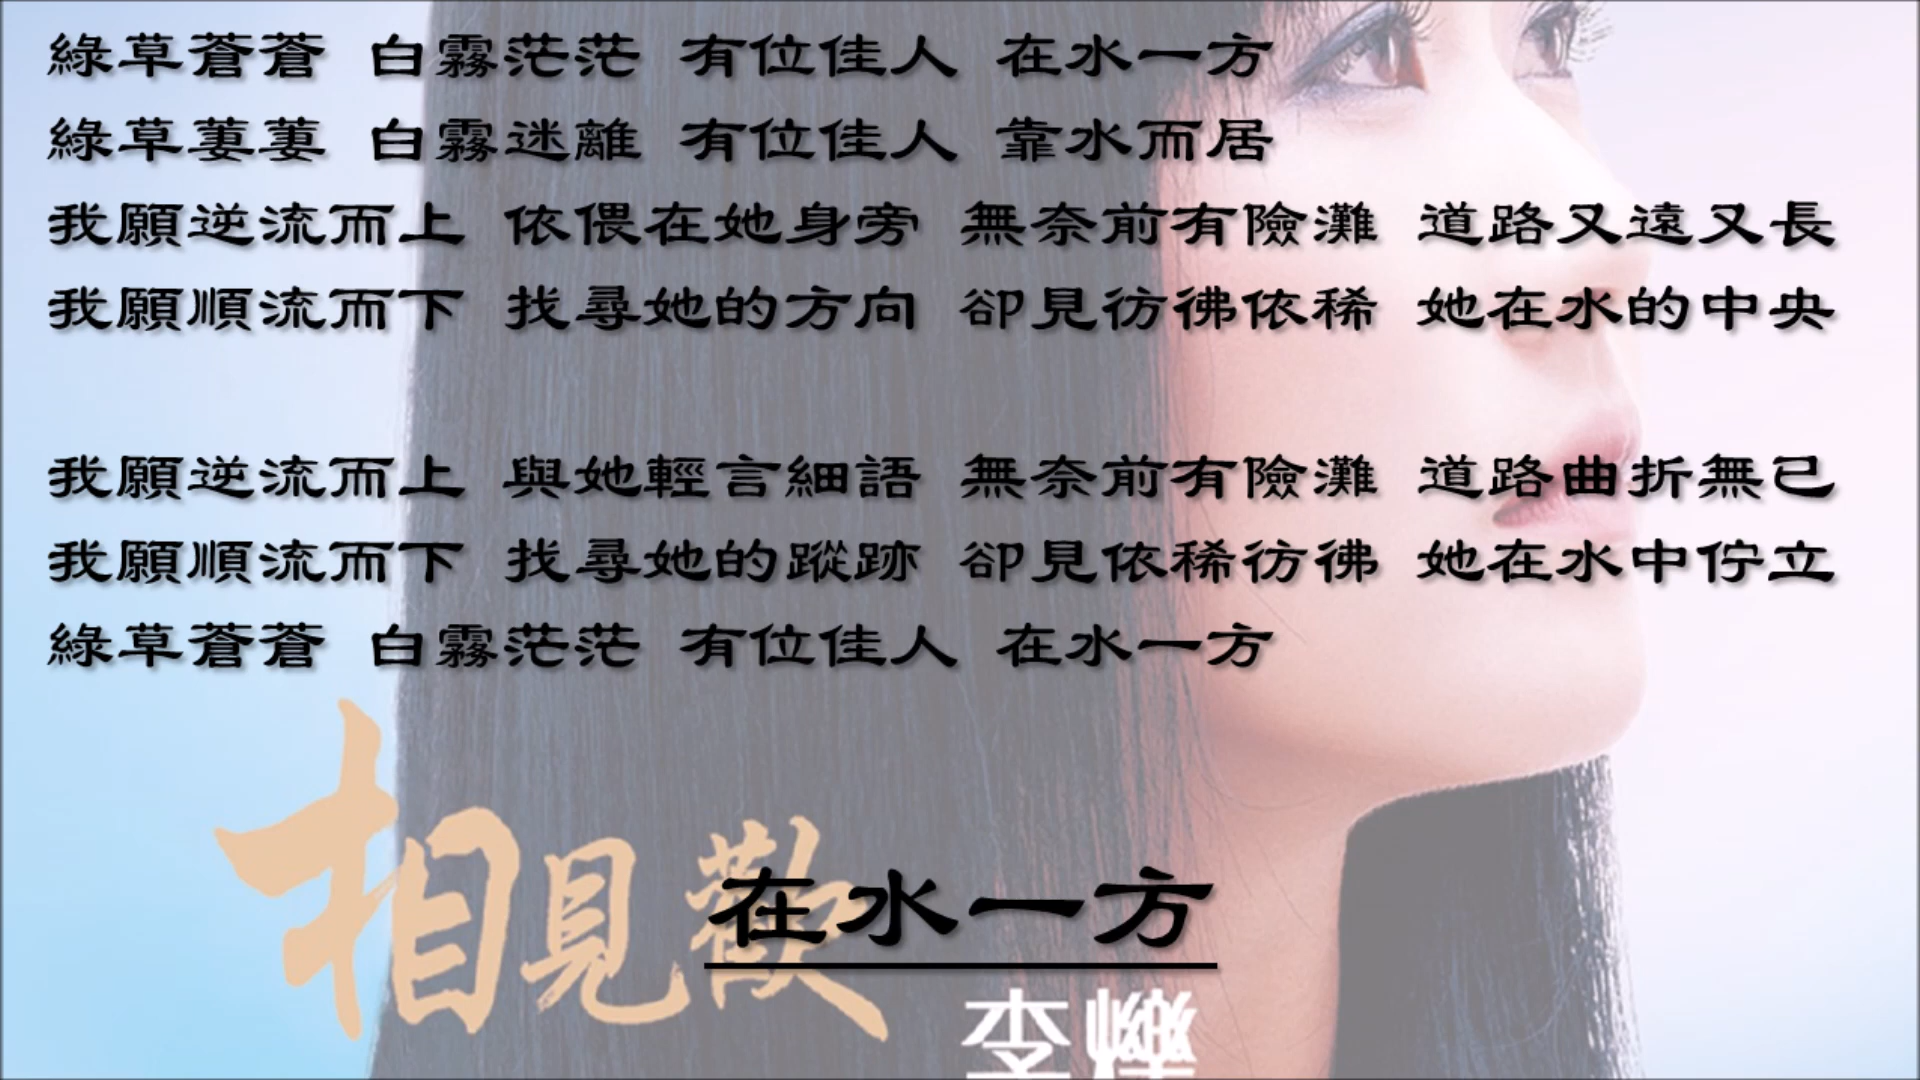 綠草蒼蒼 白霧茫茫 有位佳人 在水一方
綠草萋萋 白霧迷離 有位佳人 靠水而居
我願逆流而上 依偎在她身旁 無奈前有險灘 道路又遠又長
我願順流而下 找尋她的方向 卻見彷彿依稀 她在水的中央
我願逆流而上 與她輕言細語 無奈前有險灘 道路曲折無已
我願順流而下 找尋她的蹤跡 卻見依稀彷彿 她在水中佇立
綠草蒼蒼 白霧茫茫 有位佳人 在水一方
相見歡
在水一方
李